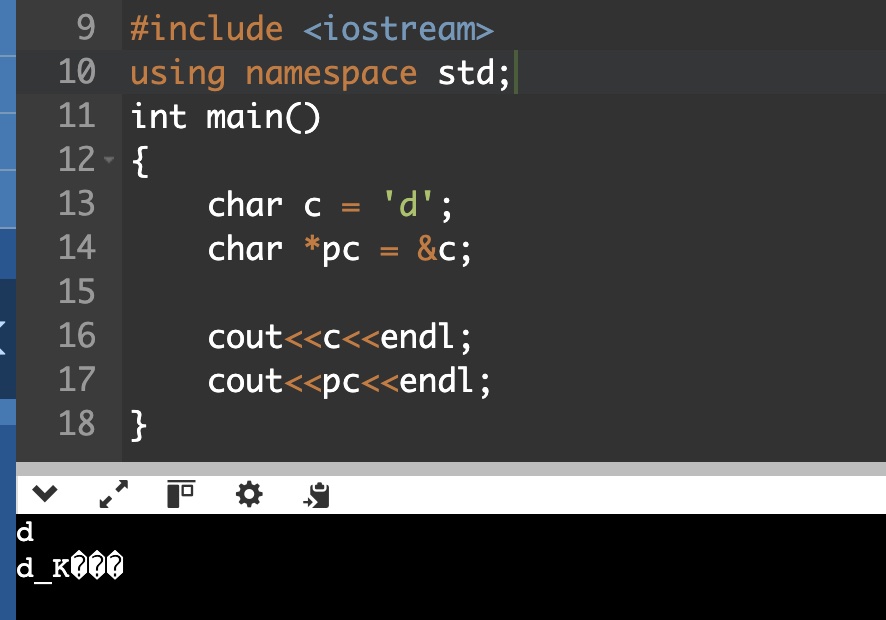 9 #include <iostream>
10 using namespace std;
11 int main()
12 {
13     char c = 'd';
14     char *pc = &c;
15
16     cout<<c<<endl;
17     cout<<pc<<endl;
18 }
d
d_K���